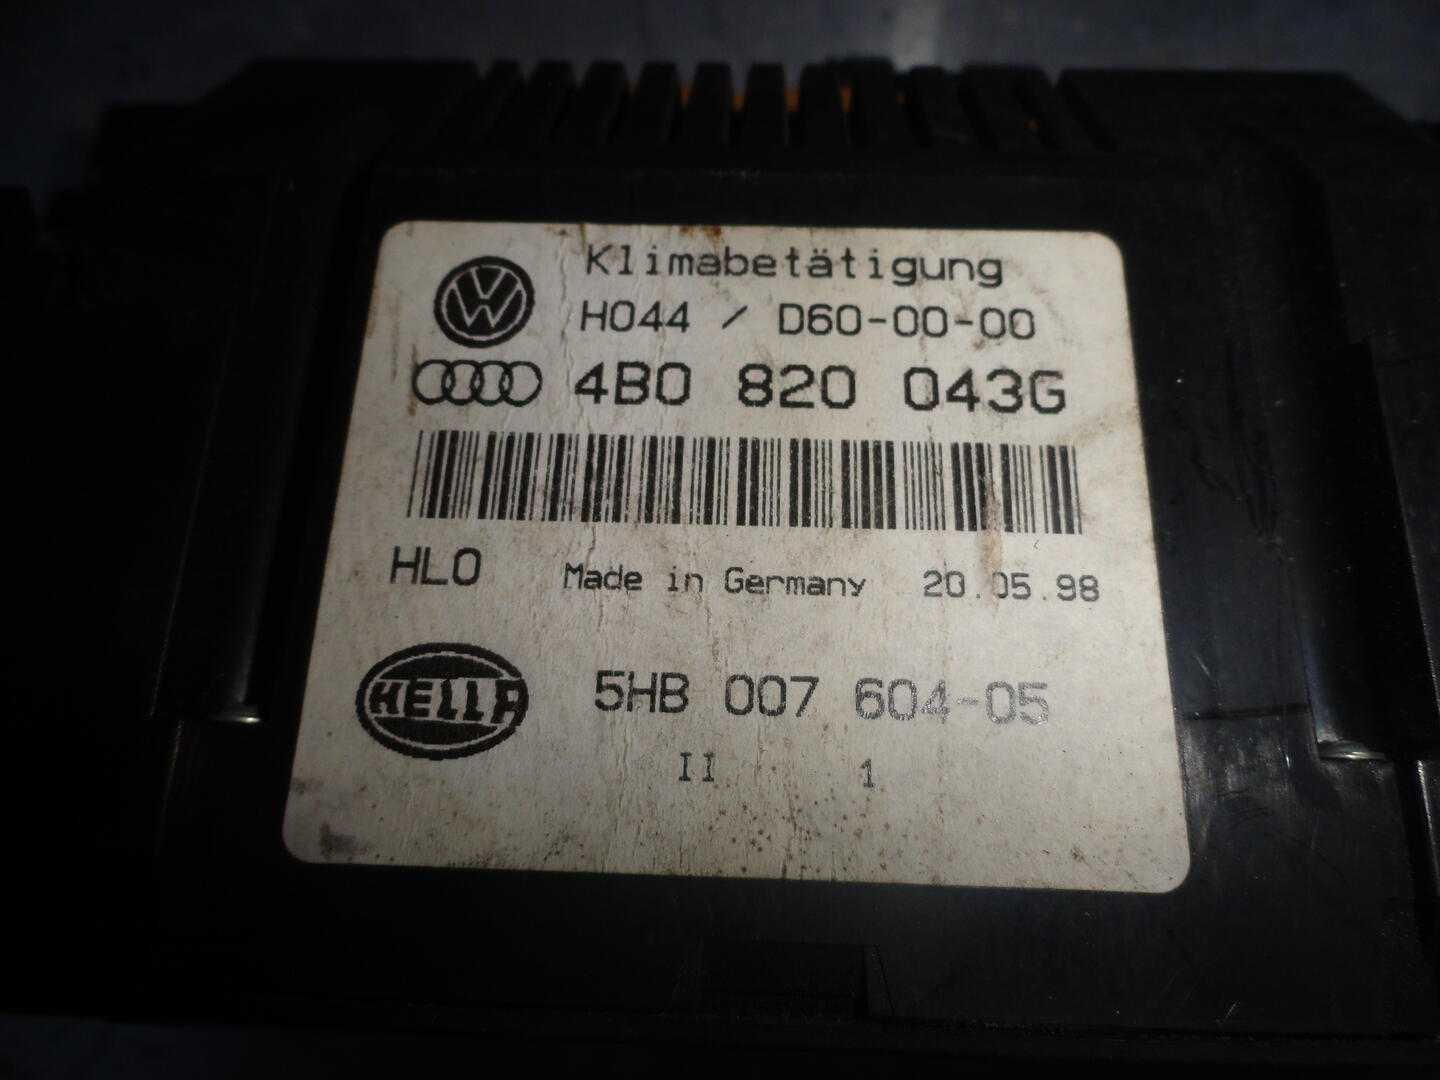 Klimabetätigung
H044 / D60-00-00
4B0 820 043G
HLO Made in Germany 20.05.98
HELLA 5HB 007 604-05
II 1